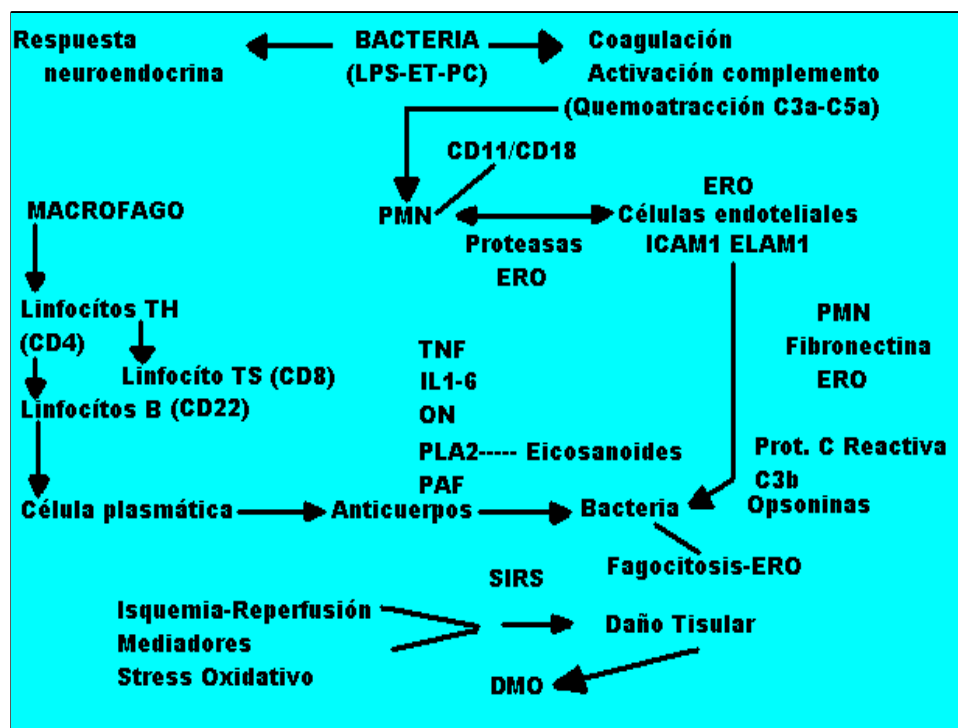 Respuesta
neuroendocrina
BACTERIA
(LPS-ET-PC)
Coagulación
Activación complemento
(Quemoatracción C3a-C5a)
CD11/CD18
MACROFAGO
PMN
ERO
Células endoteliales
ICAM1 ELAM1
Proteasas
ERO
Linfocítos TH
(CD4)
Linfocíto TS (CD8)
Linfocítos B (CD22)
TNF
IL1-6
ON
PLA2----- Eicosanoides
PAF
PMN
Fibronectina
ERO
Prot. C Reactiva
C3b
Opsoninas
Célula plasmática
Anticuerpos
Bacteria
Fagocitosis-ERO
SIRS
Isquemia-Reperfusión
Mediadores
Stress Oxidativo
Daño Tisular
DMO